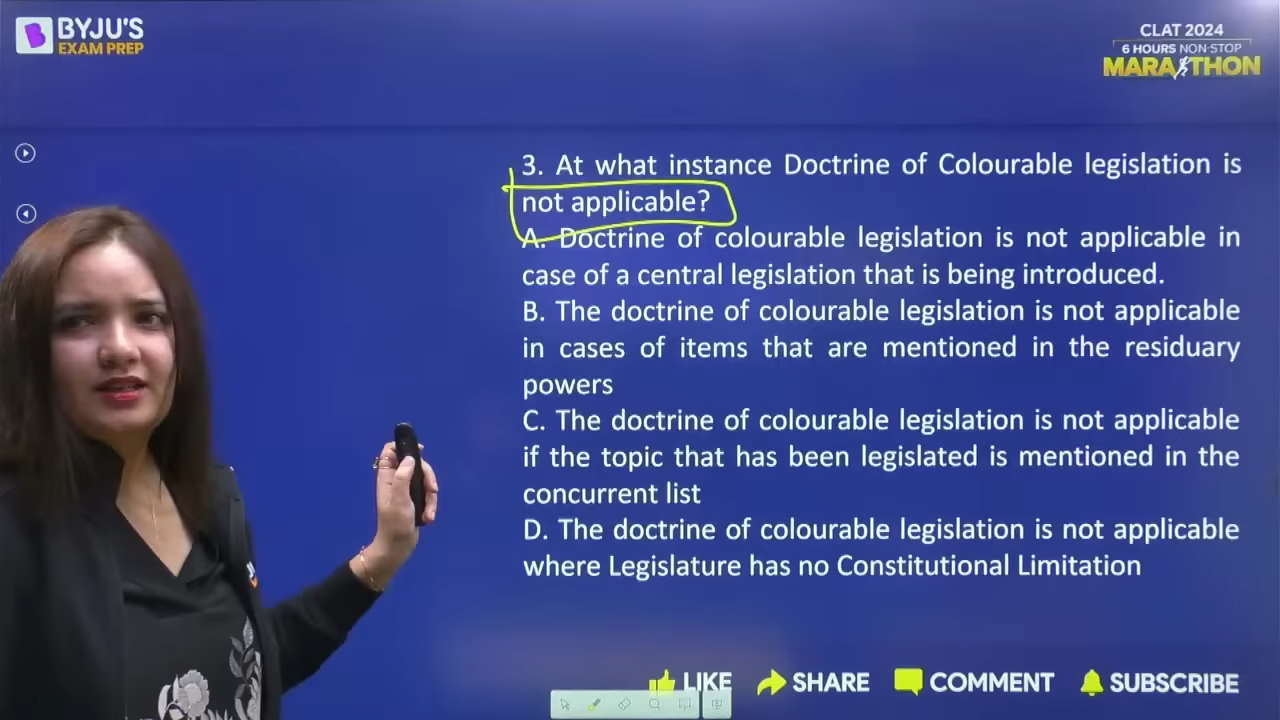 BYJU'S
EXAM PREP
CLAT 2024
6 HOURS NON-STOP
MARATHON
3. At what instance Doctrine of Colourable legislation is
not applicable?
A. Doctrine of colourable legislation is not applicable in
case of a central legislation that is being introduced.
B. The doctrine of colourable legislation is not applicable
in cases of items that are mentioned in the residuary
powers
C. The doctrine of colourable legislation is not applicable
if the topic that has been legislated is mentioned in the
concurrent list
D. The doctrine of colourable legislation is not applicable
where Legislature has no Constitutional Limitation
LIKE SHARE COMMENT SUBSCRIBE